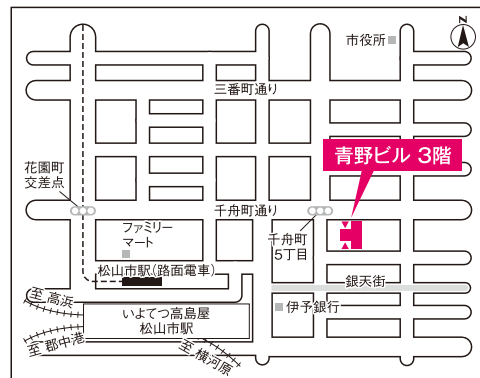 N
市役所
三番町通り
青野ビル 3階
花園町
交差点
千舟町通り
ファミリー
マート
千舟町
5丁目
松山市駅(路面電車)
銀天街
至 高浜
いよてつ高島屋
松山市駅
伊予銀行
至 郡中港
至 横河原